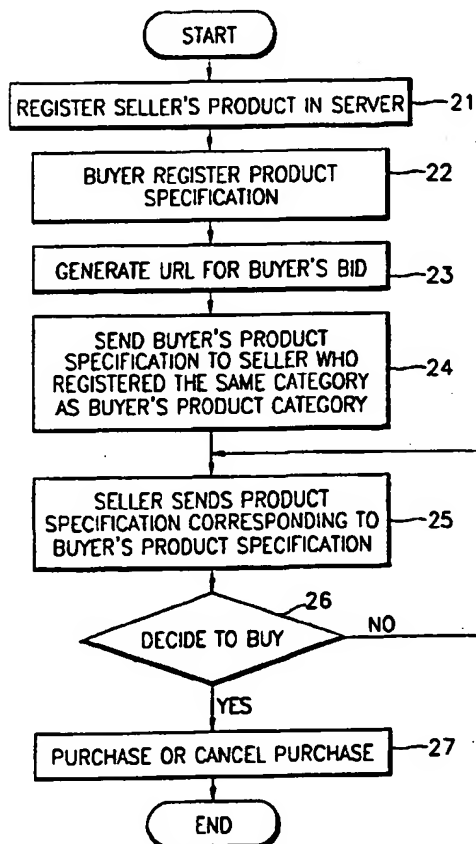 START
REGISTER SELLER'S PRODUCT IN SERVER
21
BUYER REGISTER PRODUCT
SPECIFICATION
22
GENERATE URL FOR BUYER'S BID
23
SEND BUYER'S PRODUCT
SPECIFICATION TO SELLER WHO
REGISTERED THE SAME CATEGORY
AS BUYER'S PRODUCT CATEGORY
24
SELLER SENDS PRODUCT
SPECIFICATION CORRESPONDING TO
BUYER'S PRODUCT SPECIFICATION
25
26
DECIDE TO BUY
NO
YES
PURCHASE OR CANCEL PURCHASE
27
END